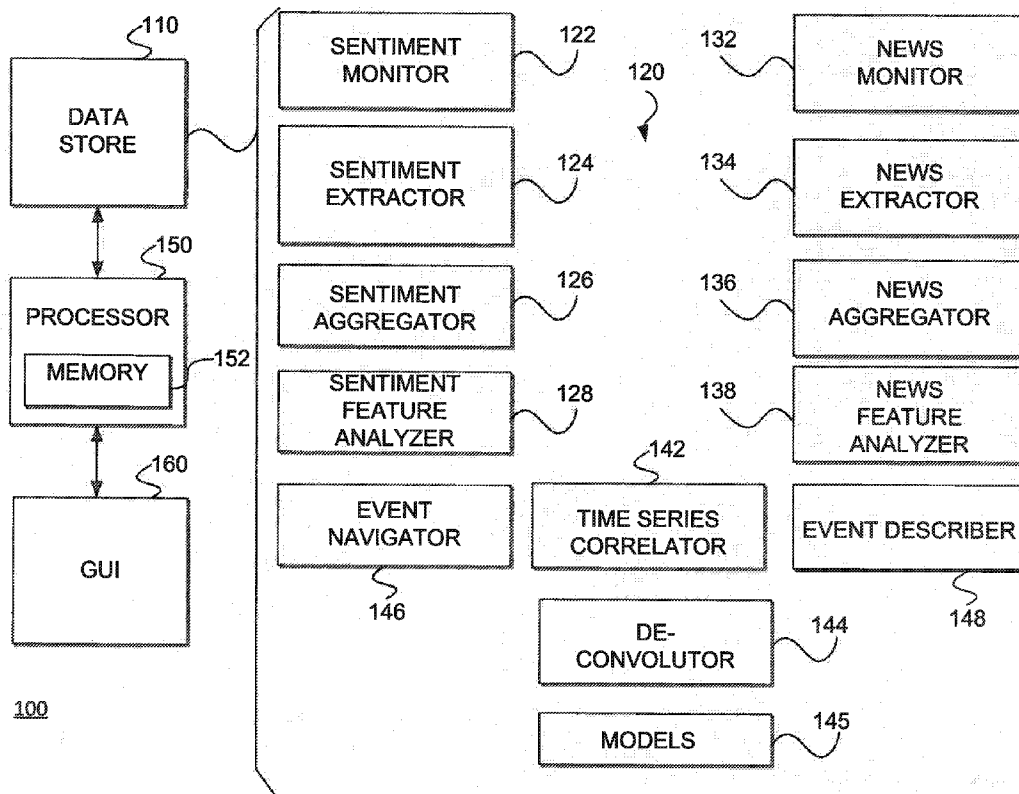 110
DATA
STORE
150
PROCESSOR
MEMORY
152
160
GUI
100
SENTIMENT
MONITOR
122
SENTIMENT
EXTRACTOR
124
SENTIMENT
AGGREGATOR
126
SENTIMENT
FEATURE
ANALYZER
128
EVENT
NAVIGATOR
146
120
142
TIME SERIES
CORRELATOR
DE-
CONVOLUTOR
144
MODELS
145
132
NEWS
MONITOR
134
NEWS
EXTRACTOR
136
NEWS
AGGREGATOR
138
NEWS
FEATURE
ANALYZER
EVENT DESCRIBER
148